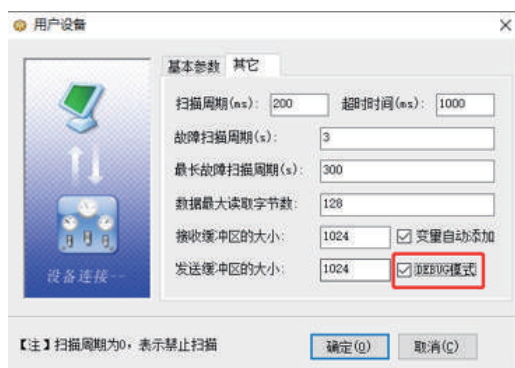 用户设备
基本参数 其它
扫描周期(ms): 200 超时时间(ms): 1000
故障扫描周期(s): 3
最长故障扫描周期(s): 300
数据最大读取字节数: 128
接收缓冲区的大小: 1024 变量自动添加
发送缓冲区的大小: 1024 DEBUG模式
设备连接--
【注】扫描周期为0，表示禁止扫描 确定(O) 取消(C)